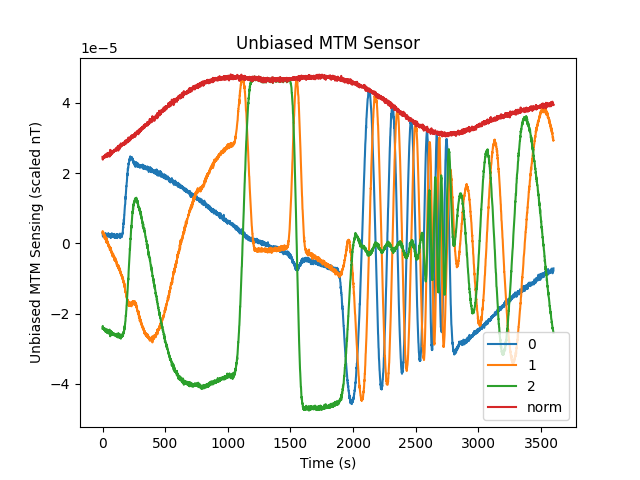 Unbiased MTM Sensor
1e−5
Unbiased MTM Sensing (scaled nT)
4
2
0
−2
−4
0
1
2
norm
0 500 1000 1500 2000 2500 3000 3500
Time (s)